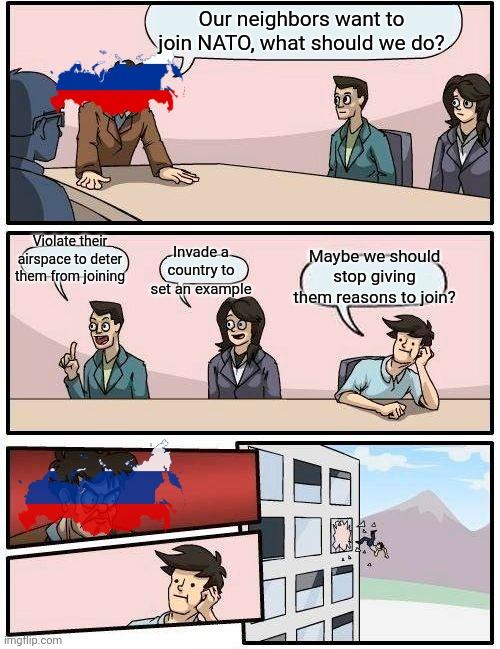 Our neighbors want to
join NATO, what should we do?
Violate their
airspace to deter
them from joining
Invade a
country to
set an example
Maybe we should
stop giving
them reasons to join?
imgflip.com